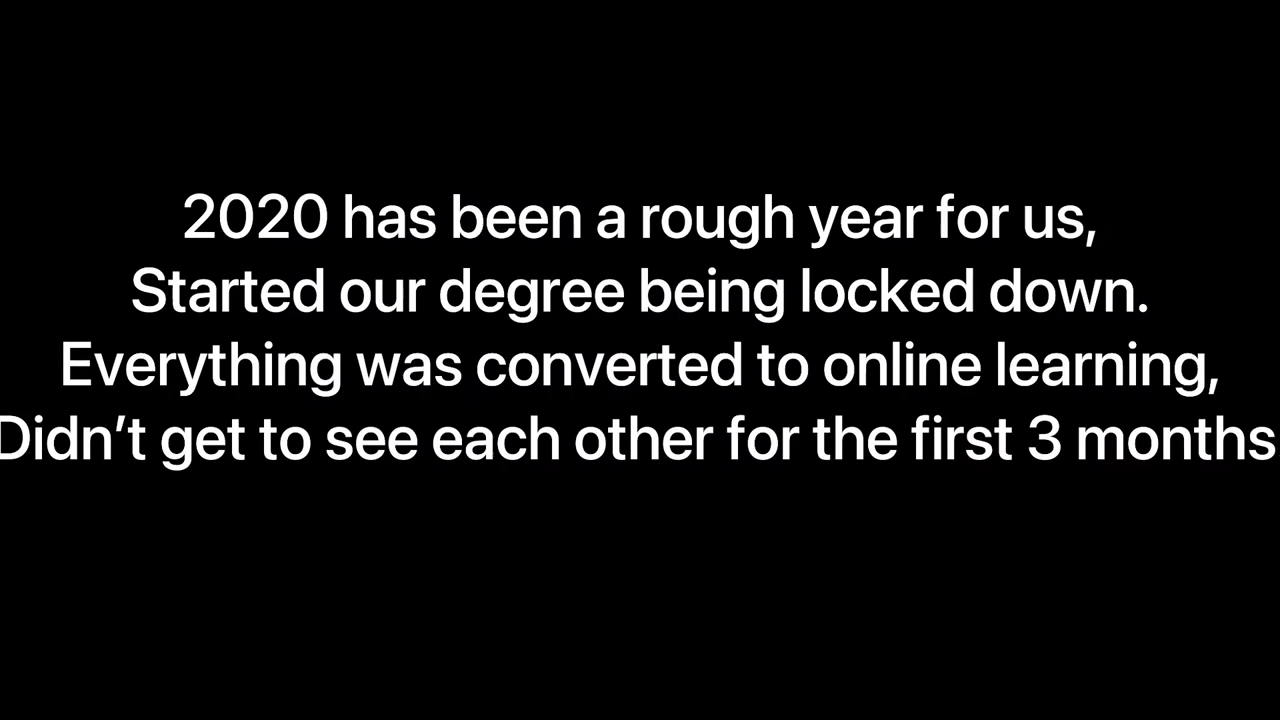 2020 has been a rough year for us,
Started our degree being locked down.
Everything was converted to online learning,
Didn’t get to see each other for the first 3 months